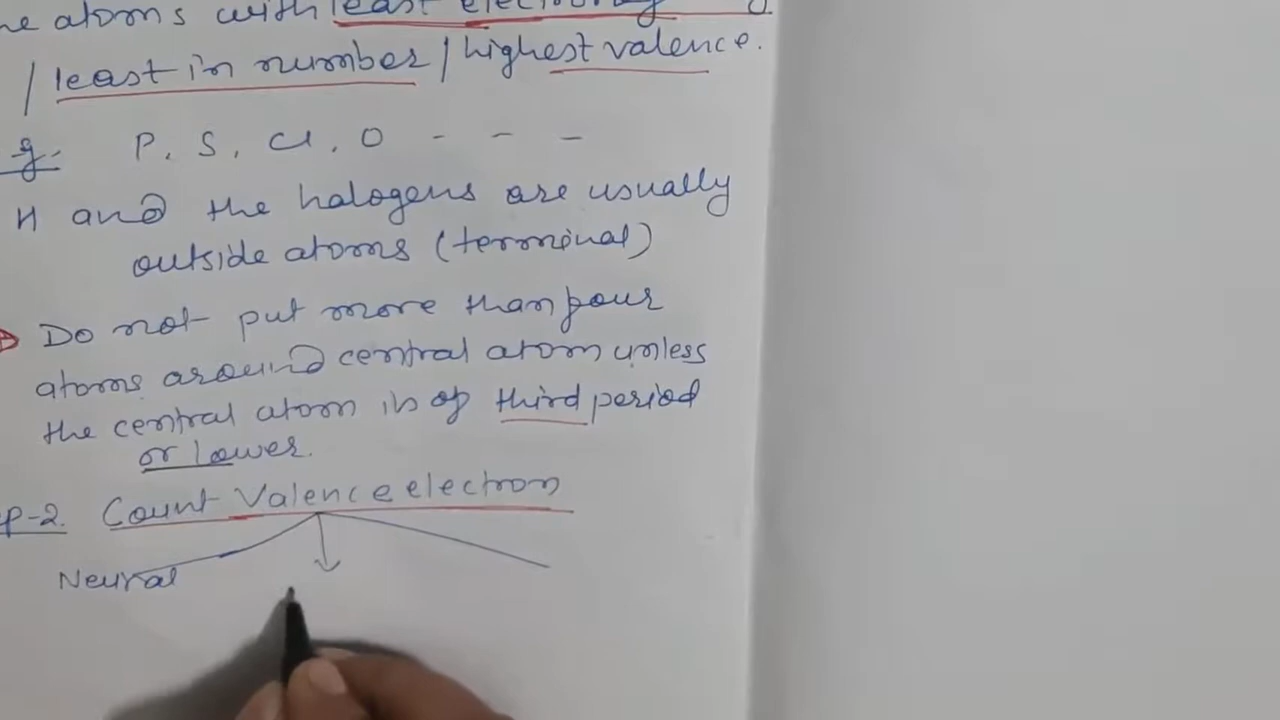 atoms with least
/ least in number / highest valence.
g. P. S. Cl. O - - -
H and the halogens are usually
outside atoms (terminal)
Do not put more than four
atoms around central atom unless
the central atom is of third period
or lower.
p-2. Count Valence electron
Neural